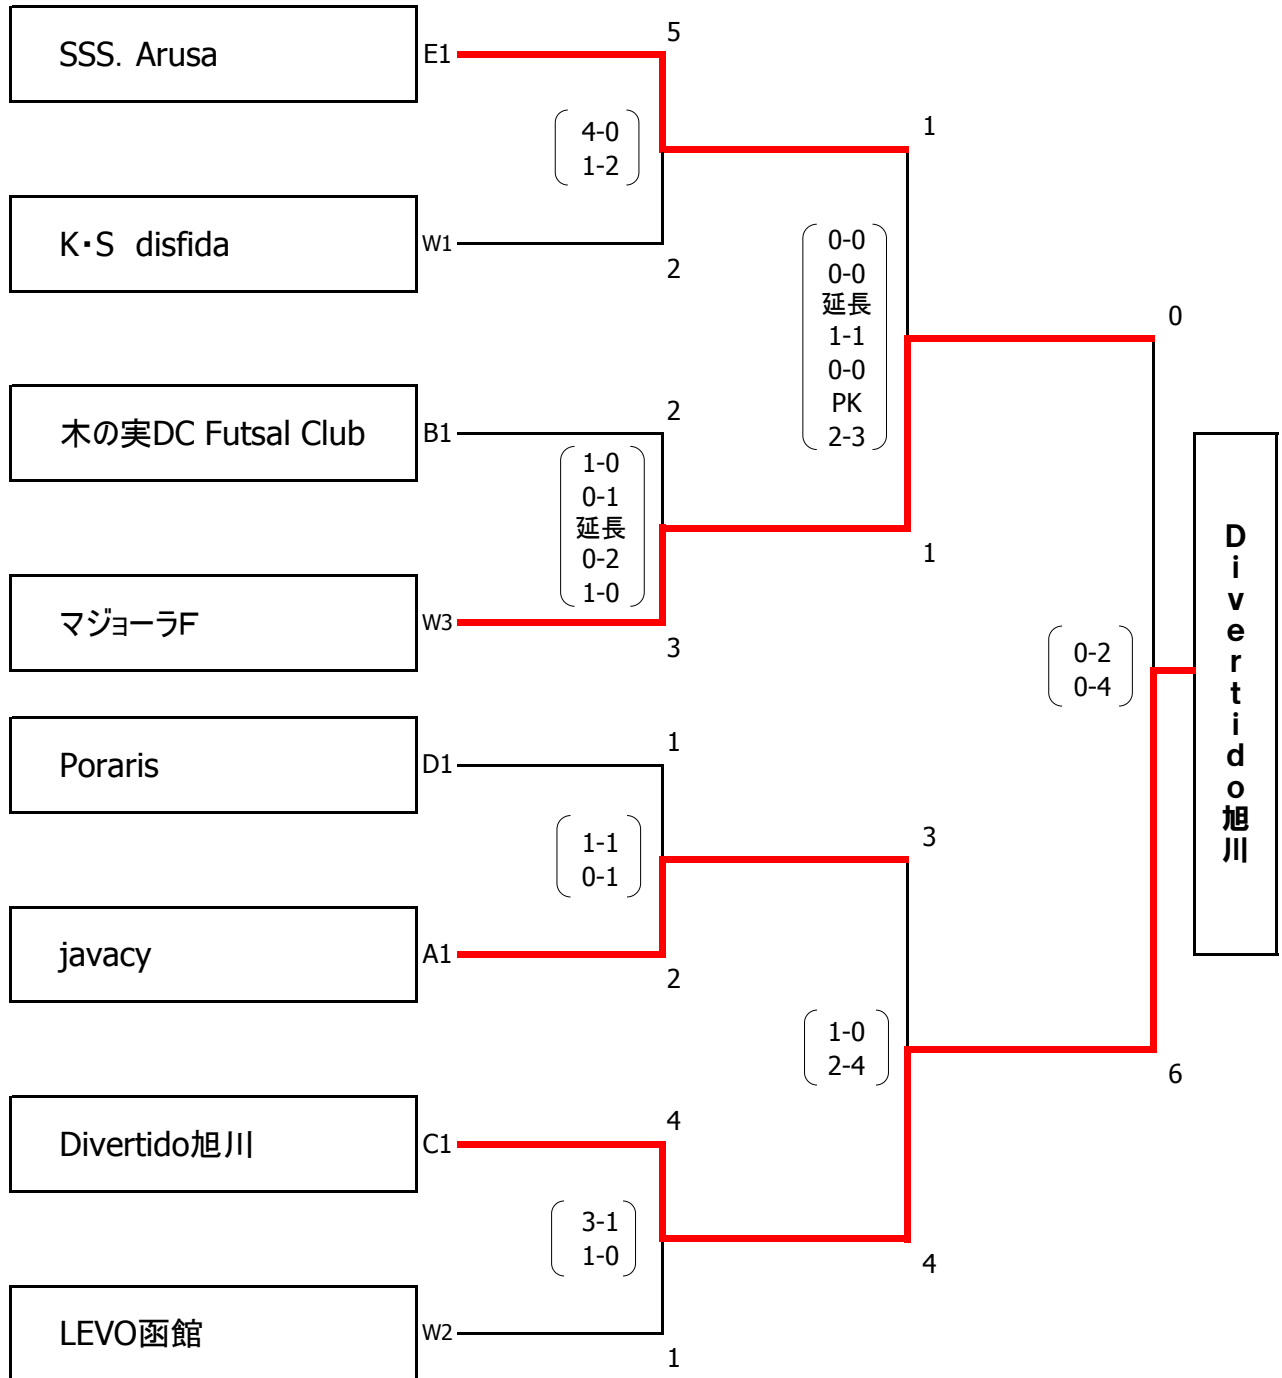 5
SSS. Arusa
E1
4-0
1-2
1
K・S disfida
W1
2
0-0
0-0
延長
1-1
0-0
PK
2-3
0
木の実DC Futsal Club
B1
2
1-0
0-1
延長
0-2
1-0
1
マジョーラF
W3
3
0-2
0-4
Divertido旭川
Poraris
D1
1
1-1
0-1
3
javacy
A1
2
1-0
2-4
6
Divertido旭川
C1
4
3-1
1-0
4
LEVO函館
W2
1